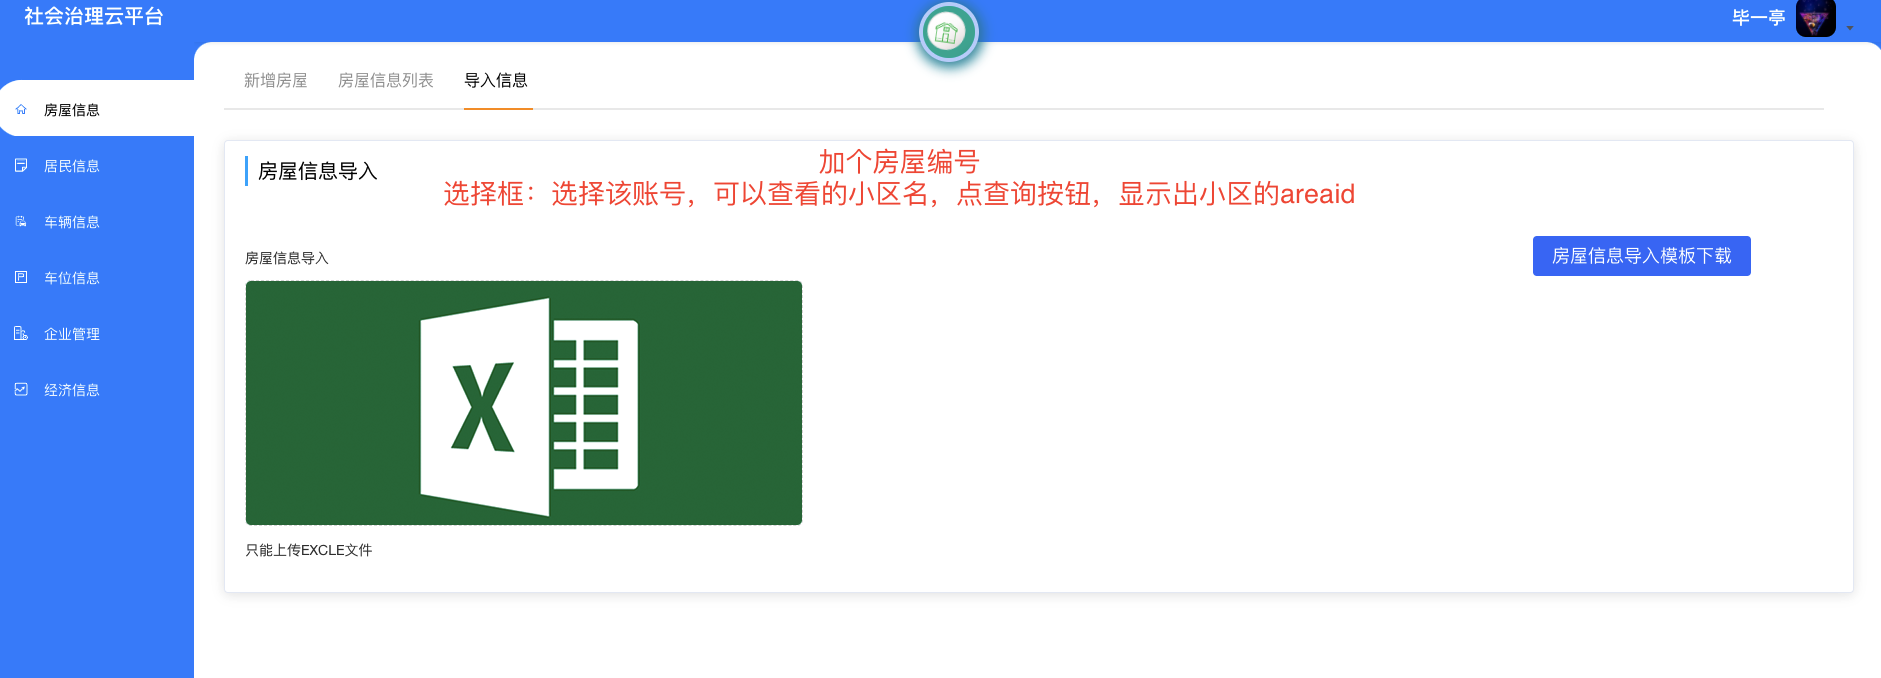 社会治理云平台
毕一亭
新增房屋 房屋信息列表 导入信息
房屋信息
居民信息
车辆信息
车位信息
企业管理
经济信息
房屋信息导入
加个房屋编号
选择框：选择该账号，可以查看的小区名，点查询按钮，显示出小区的areaid
房屋信息导入
房屋信息导入模板下载
X
只能上传EXCLE文件